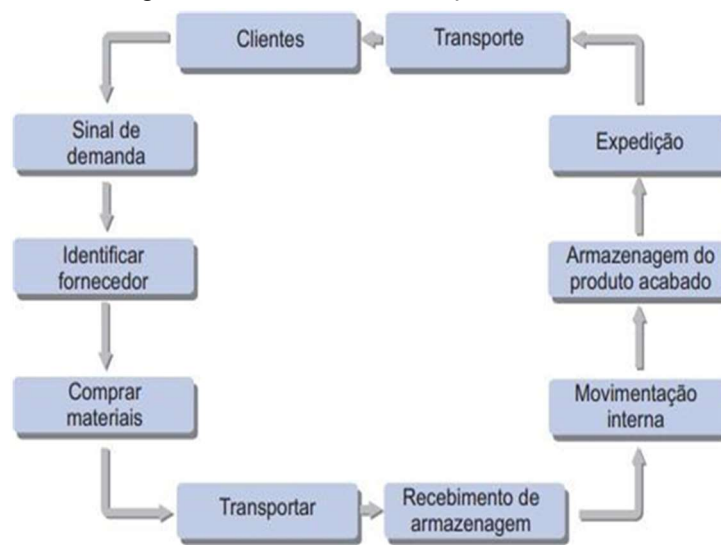 Clientes
Transporte
Sinal de
demanda
Expedição
Identificar
fornecedor
Armazenagem do
produto acabado
Comprar
materiais
Movimentação
interna
Transportar
Recebimento de
armazenagem